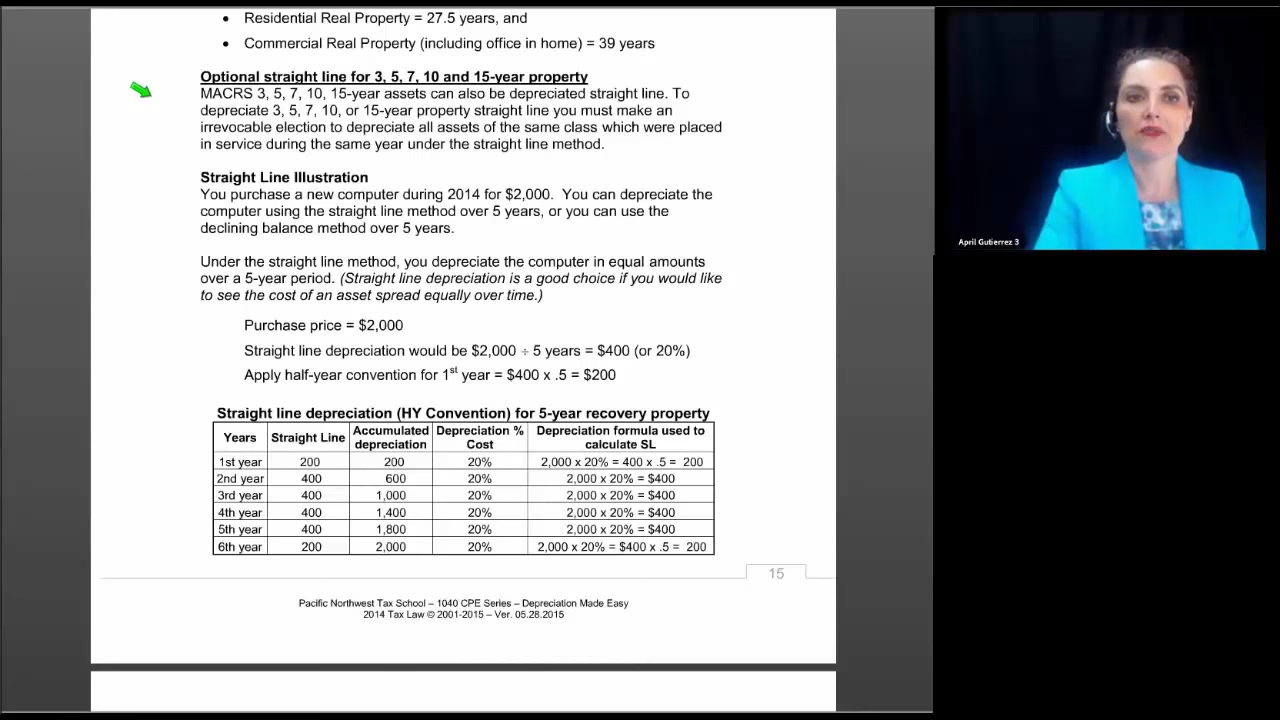 • Residential Real Property = 27.5 years, and
• Commercial Real Property (including office in home) = 39 years
Optional straight line for 3, 5, 7, 10 and 15-year property
MACRS 3, 5, 7, 10, 15-year assets can also be depreciated straight line. To
depreciate 3, 5, 7, 10, or 15-year property straight line you must make an
irrevocable election to depreciate all assets of the same class which were placed
in service during the same year under the straight line method.
Straight Line Illustration
You purchase a new computer during 2014 for $2,000. You can depreciate the
computer using the straight line method over 5 years, or you can use the
declining balance method over 5 years.
Under the straight line method, you depreciate the computer in equal amounts
over a 5-year period. (Straight line depreciation is a good choice if you would like
to see the cost of an asset spread equally over time.)
Purchase price = $2,000
Straight line depreciation would be $2,000 ÷ 5 years = $400 (or 20%)
Apply half-year convention for 1st year = $400 x .5 = $200
Straight line depreciation (HY Convention) for 5-year recovery property
Years Straight Line Accumulated depreciation Depreciation % Cost Depreciation formula used to calculate SL
1st year 200 200 20% 2,000 x 20% = 400 x .5 = 200
2nd year 400 600 20% 2,000 x 20% = $400
3rd year 400 1,000 20% 2,000 x 20% = $400
4th year 400 1,400 20% 2,000 x 20% = $400
5th year 400 1,800 20% 2,000 x 20% = $400
6th year 200 2,000 20% 2,000 x 20% = $400 x .5 = 200
15
Pacific Northwest Tax School – 1040 CPE Series – Depreciation Made Easy
2014 Tax Law © 2001-2015 – Ver. 05.28.2015
April Gutierrez 3